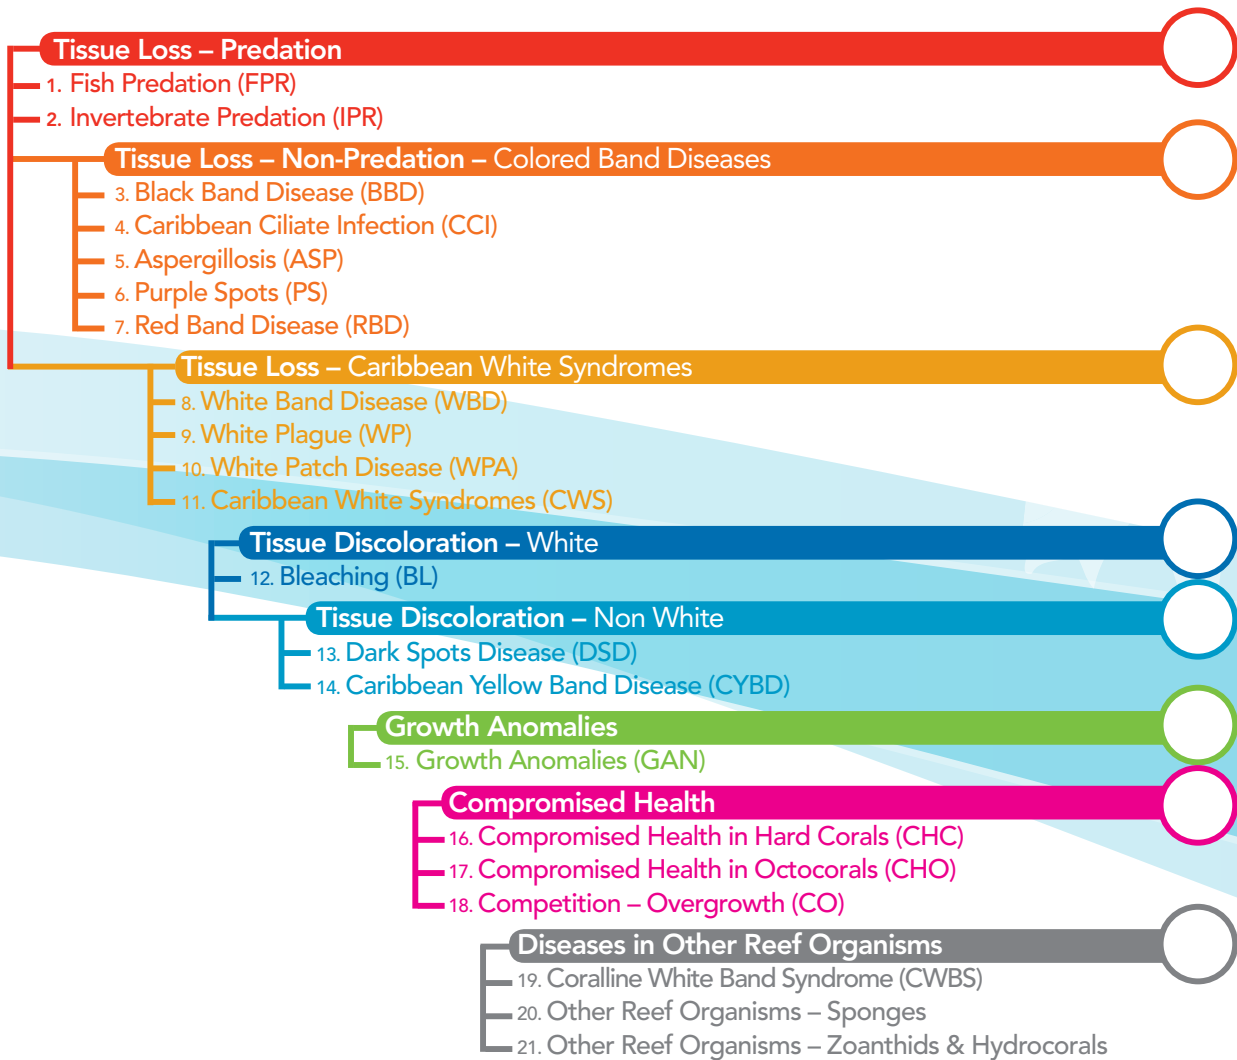 Tissue Loss – Predation
1. Fish Predation (FPR)
2. Invertebrate Predation (IPR)
Tissue Loss – Non-Predation – Colored Band Diseases
3. Black Band Disease (BBD)
4. Caribbean Ciliate Infection (CCI)
5. Aspergillosis (ASP)
6. Purple Spots (PS)
7. Red Band Disease (RBD)
Tissue Loss – Caribbean White Syndromes
8. White Band Disease (WBD)
9. White Plague (WP)
10. White Patch Disease (WPA)
11. Caribbean White Syndromes (CWS)
Tissue Discoloration – White
12. Bleaching (BL)
Tissue Discoloration – Non White
13. Dark Spots Disease (DSD)
14. Caribbean Yellow Band Disease (CYBD)
Growth Anomalies
15. Growth Anomalies (GAN)
Compromised Health
16. Compromised Health in Hard Corals (CHC)
17. Compromised Health in Octocorals (CHO)
18. Competition – Overgrowth (CO)
Diseases in Other Reef Organisms
19. Coralline White Band Syndrome (CWBS)
20. Other Reef Organisms – Sponges
21. Other Reef Organisms – Zoanthids & Hydrocorals